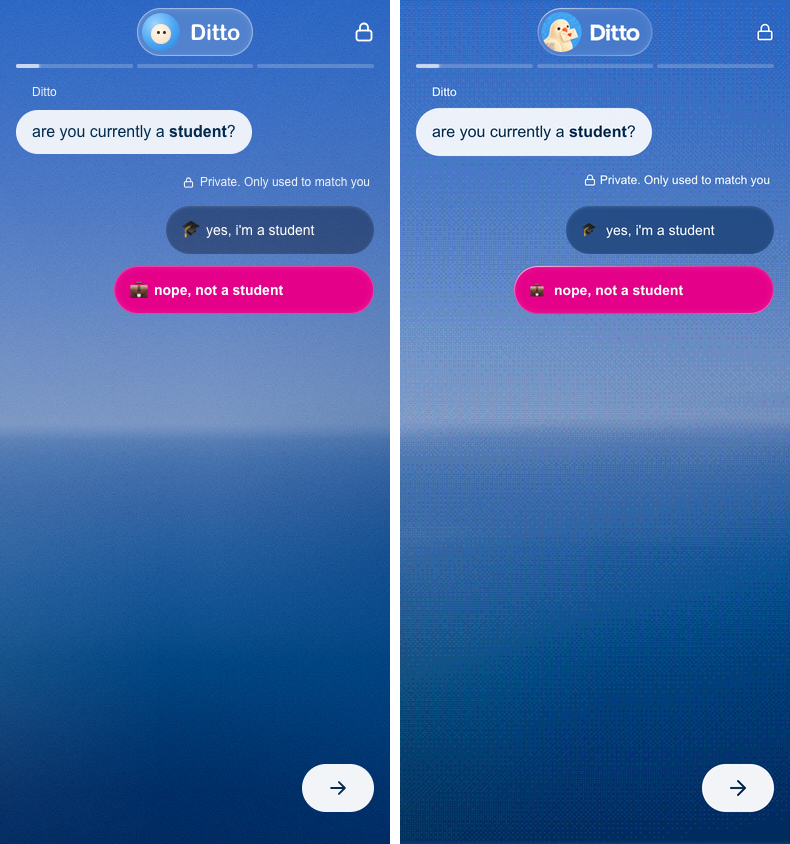 Ditto
Ditto
are you currently a student?
Private. Only used to match you
yes, i'm a student
nope, not a student
Ditto
Ditto
are you currently a student?
Private. Only used to match you
yes, i'm a student
nope, not a student